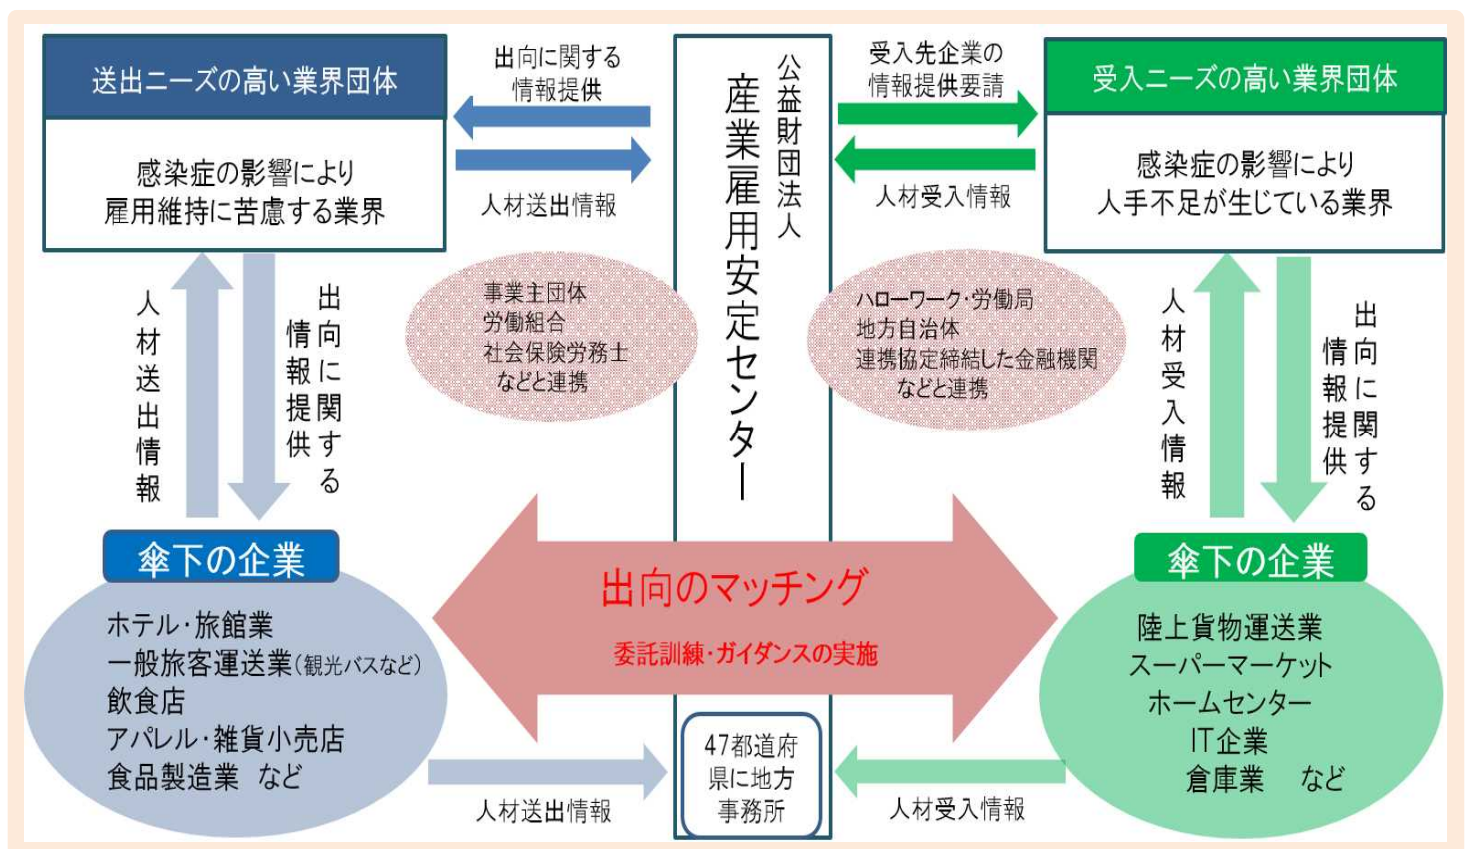 送出ニーズの高い業界団体
感染症の影響により
雇用維持に苦慮する業界
出向に関する
情報提供
人材送出情報
公益財団法人
産業雇用安定センター
受入先企業の
情報提供要請
人材受入情報
受入ニーズの高い業界団体
感染症の影響により
人手不足が生じている業界
事業主団体
労働組合
社会保険労務士
などと連携
ハローワーク・労働局
地方自治体
連携協定締結した金融機関
などと連携
人材送出情報
出向に関する
情報提供
人材受入情報
出向に関する
情報提供
傘下の企業
ホテル・旅館業
一般旅客運送業(観光バスなど)
飲食店
アパレル・雑貨小売店
食品製造業 など
出向のマッチング
委託訓練・ガイダンスの実施
傘下の企業
陸上貨物運送業
スーパーマーケット
ホームセンター
IT企業
倉庫業 など
人材送出情報
47都道府
県に地方
事務所
人材受入情報